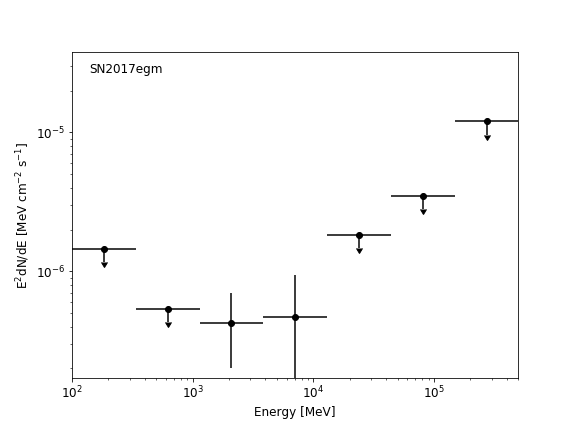 SN2017egm
E²dN/dE [MeV cm⁻² s⁻¹]
10⁻⁵
10⁻⁶
10² 10³ 10⁴ 10⁵
Energy [MeV]